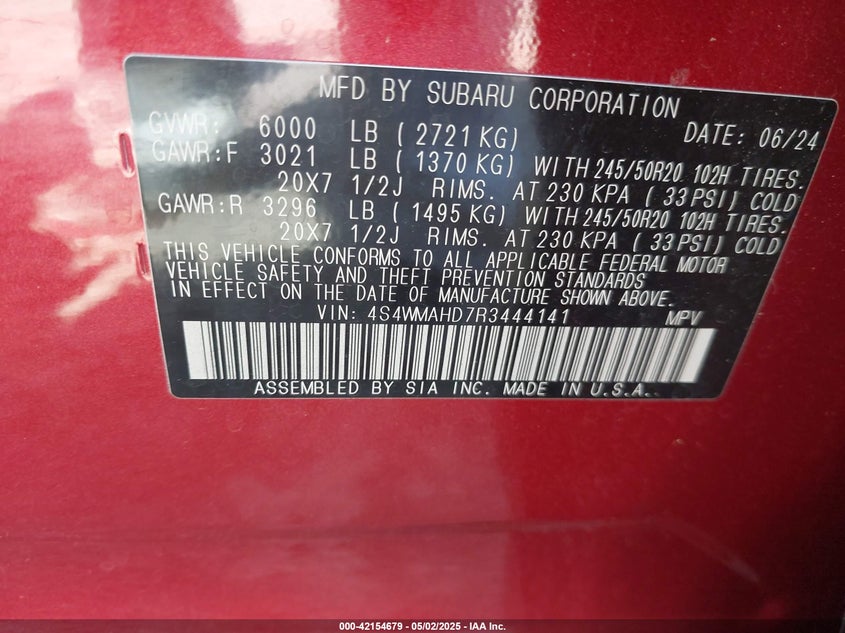 MFD BY SUBARU CORPORATION
GVWR: 6000 LB ( 2721 KG) DATE: 06/24
GAWR:F 3021 LB ( 1370 KG) WITH 245/50R20 102H TIRES.
20X7 1/2J RIMS. AT 230 KPA ( 33 PSI) COLD
GAWR:R 3296 LB ( 1495 KG) WITH 245/50R20 102H TIRES.
20X7 1/2J RIMS. AT 230 KPA ( 33 PSI) COLD
THIS VEHICLE CONFORMS TO ALL APPLICABLE FEDERAL MOTOR
VEHICLE SAFETY AND THEFT PREVENTION STANDARDS
IN EFFECT ON THE DATE OF MANUFACTURE SHOWN ABOVE.
VIN: 4S4WMAHD7R3444141 MPV
ASSEMBLED BY SIA INC. MADE IN U.S.A.
000-42154679 - 05/02/2025 - IAA Inc.